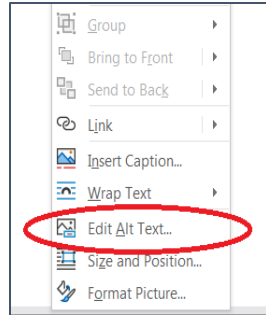 Group
Bring to Front
Send to Back
Link
Insert Caption...
Wrap Text
Edit Alt Text...
Size and Position...
Format Picture...